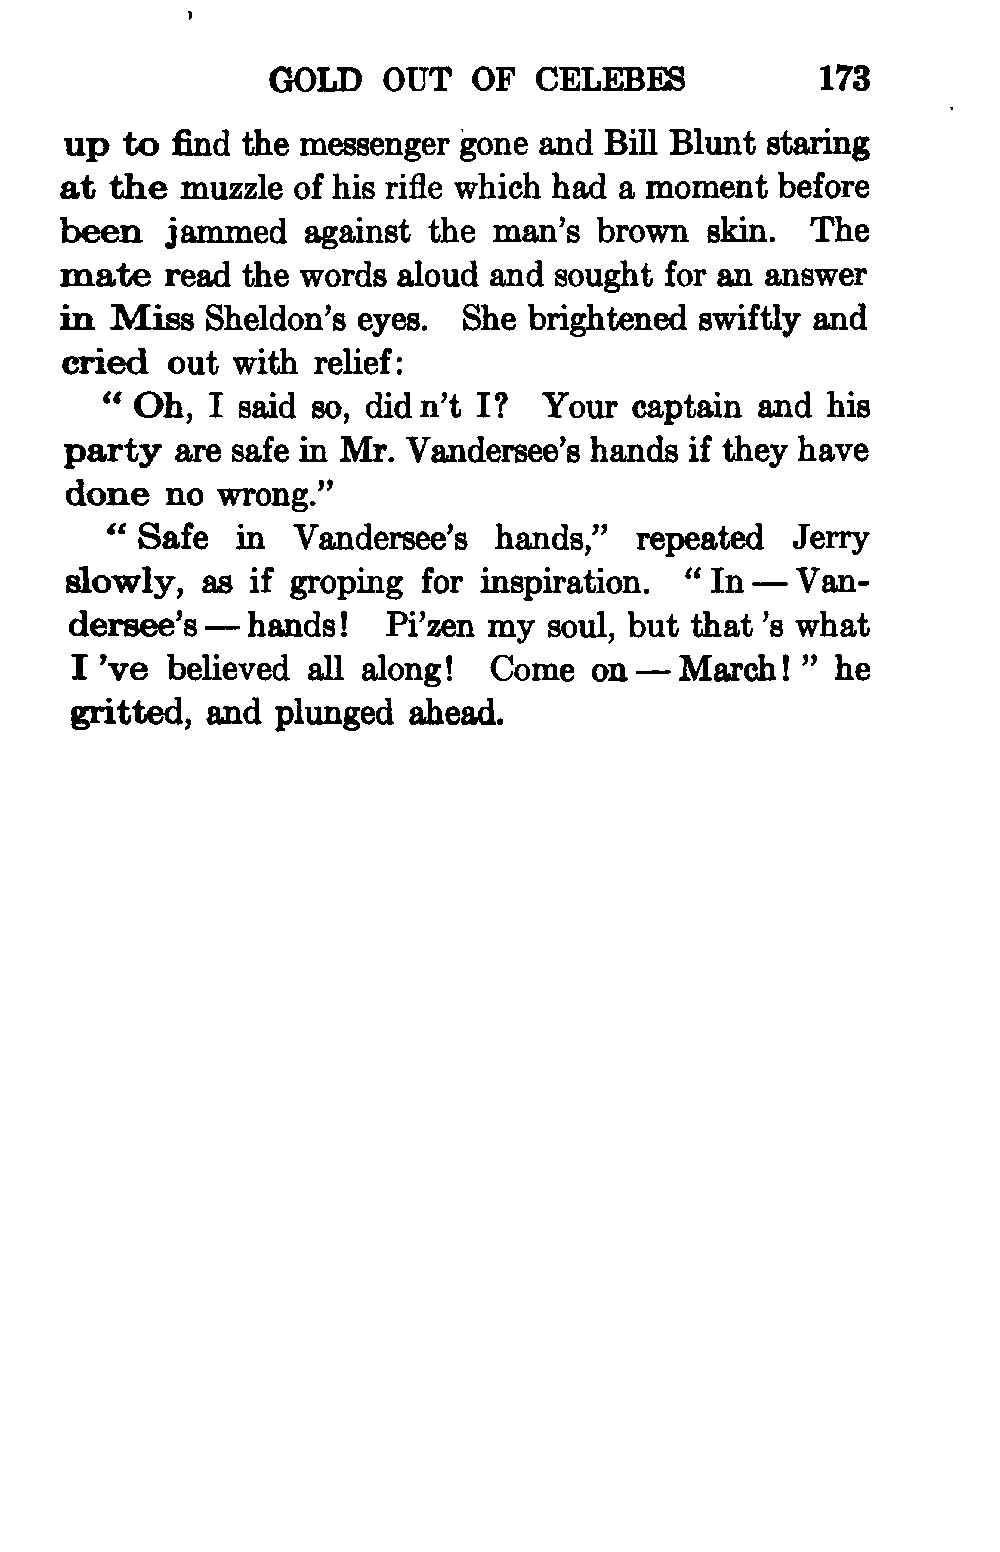 GOLD OUT OF CELEBES 173
up to find the messenger gone and Bill Blunt staring
at the muzzle of his rifle which had a moment before
been jammed against the man's brown skin. The
mate read the words aloud and sought for an answer
in Miss Sheldon's eyes. She brightened swiftly and
cried out with relief:
“ Oh, I said so, did n't I? Your captain and his
party are safe in Mr. Vandersee's hands if they have
done no wrong.”
“ Safe in Vandersee's hands,” repeated Jerry
slowly, as if groping for inspiration. “ In — Van-
dersee's — hands! Pi'zen my soul, but that 's what
I 've believed all along! Come on — March! ” he
gritted, and plunged ahead.